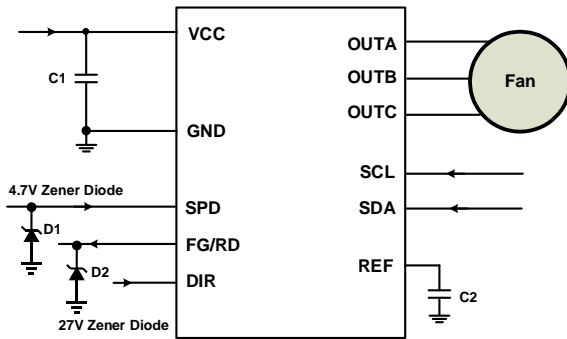 VCC
OUTA
C1
OUTB
Fan
OUTC
GND
SCL
4.7V Zener Diode
SPD
SDA
D1
FG/RD
D2
REF
DIR
C2
27V Zener Diode